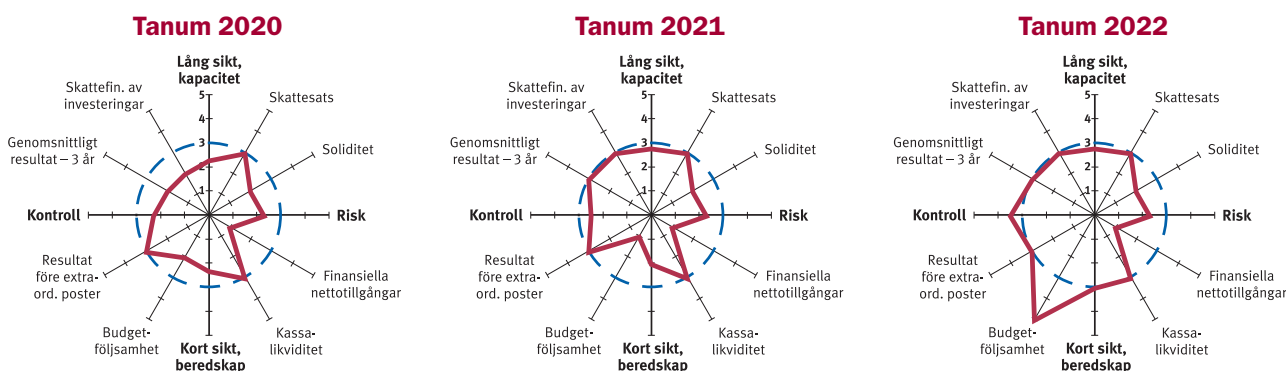 Tanum 2020
Lång sikt,
kapacitet
Skattefin. av
investeringar
Skattesats
Genomsnittligt
resultat – 3 år
Soliditet
5
4
3
2
1
Kontroll
Risk
Resultat
före extra-
ord. poster
Finansiella
nettotillgångar
Budget-
följsamhet
Kassa-
likviditet
Kort sikt,
beredskap
Tanum 2021
Lång sikt,
kapacitet
Skattefin. av
investeringar
Skattesats
Genomsnittligt
resultat – 3 år
Soliditet
5
4
3
2
1
Kontroll
Risk
Resultat
före extra-
ord. poster
Finansiella
nettotillgångar
Budget-
följsamhet
Kassa-
likviditet
Kort sikt,
beredskap
Tanum 2022
Lång sikt,
kapacitet
Skattefin. av
investeringar
Skattesats
Genomsnittligt
resultat – 3 år
Soliditet
5
4
3
2
1
Kontroll
Risk
Resultat
före extra-
ord. poster
Finansiella
nettotillgångar
Budget-
följsamhet
Kassa-
likviditet
Kort sikt,
beredskap